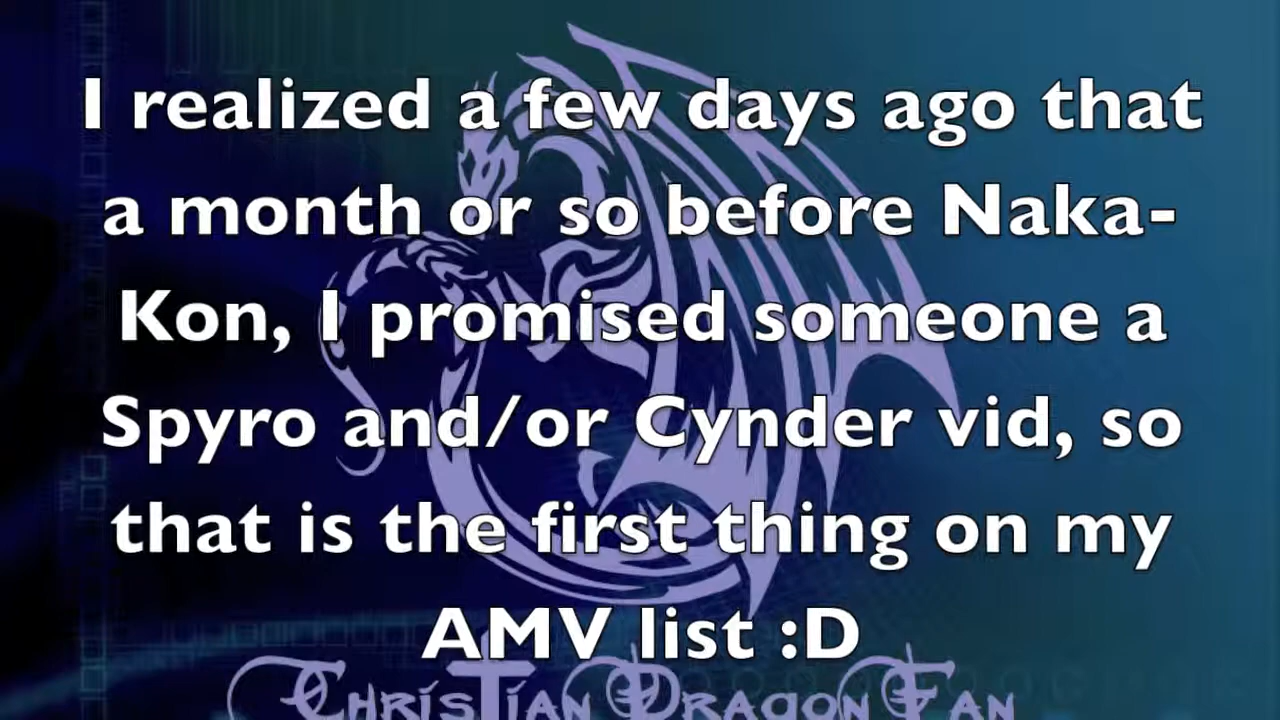 I realized a few days ago that
a month or so before Naka-
Kon, I promised someone a
Spyro and/or Cynder vid, so
that is the first thing on my
AMV list :D
Christian Dragon Fan